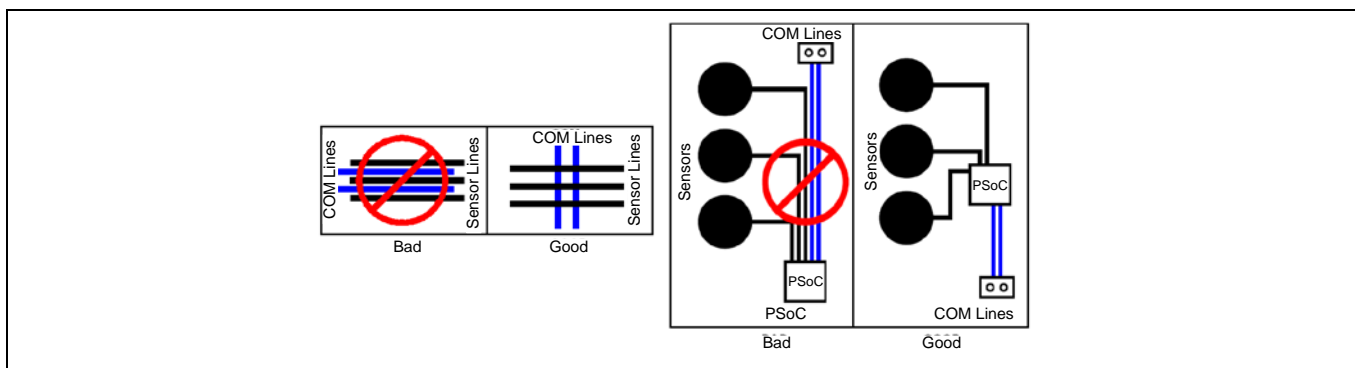 COM Lines
Sensor Lines
Bad
COM Lines
Sensor Lines
Good
COM Lines
Sensors
PSoC
PSoC
Bad
Sensors
PSoC
COM Lines
Good